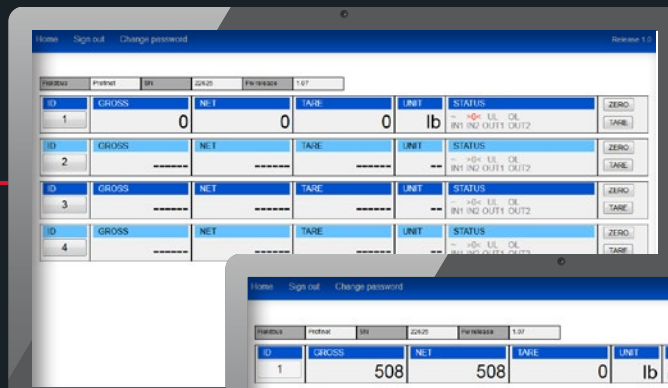 Home Sign out Change password Release 1.0
Fieldbus Profinet SN 22625 Fw release 1.07
ID GROSS NET TARE UNIT STATUS ZERO
1 0 0 0 lb ~ >0< UL OL
IN1 IN2 OUT1 OUT2 TARE
ID GROSS NET TARE UNIT STATUS ZERO
2 ------ ------ ------ -- ~ >0< UL OL
IN1 IN2 OUT1 OUT2 TARE
ID GROSS NET TARE UNIT STATUS ZERO
3 ------ ------ ------ -- ~ >0< UL OL
IN1 IN2 OUT1 OUT2 TARE
ID GROSS NET TARE UNIT STATUS ZERO
4 ------ ------ ------ -- ~ >0< UL OL
IN1 IN2 OUT1 OUT2 TARE
Home Sign out Change password
Fieldbus Profinet SN 22625 Fw release 1.07
ID GROSS NET TARE UNIT
1 508 508 0 lb